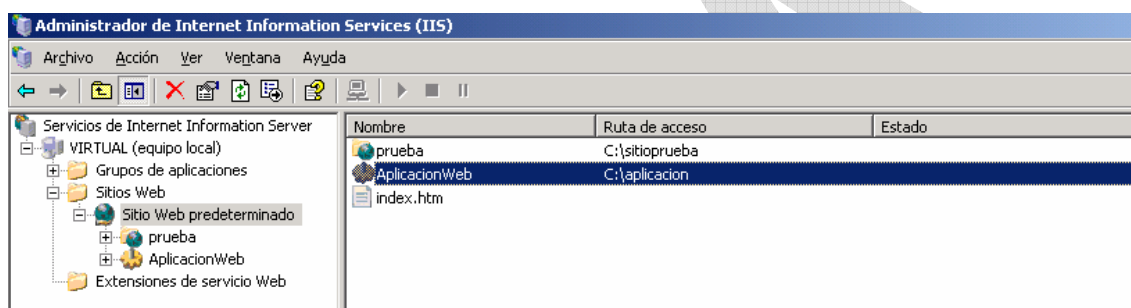 Administrador de Internet Information Services (IIS)
Archivo Acción Ver Ventana Ayuda
Servicios de Internet Information Server
VIRTUAL (equipo local)
Grupos de aplicaciones
Sitios Web
Sitio Web predeterminado
prueba
AplicacionWeb
Extensiones de servicio Web
Nombre Ruta de acceso Estado
prueba C:\sitioprueba
AplicacionWeb C:\aplicacion
index.htm